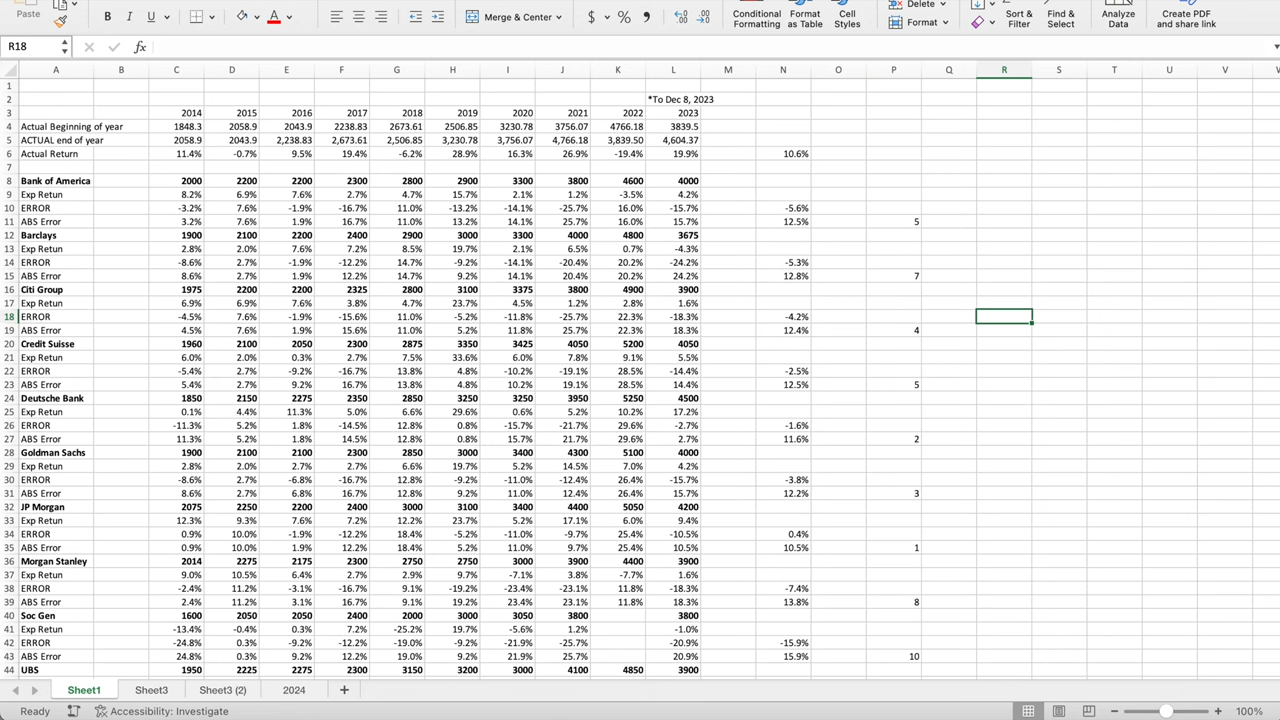 Paste
B I U A
Merge & Center
$ % ,
Conditional Formatting
Format as Table
Cell Styles
Delete
Format
Sort & Filter
Find & Select
Analyze Data
Create PDF and share link
R18 fx
A B C D E F G H I J K L M N O P Q R S T U V
1
2 *To Dec 8, 2023
3 2014 2015 2016 2017 2018 2019 2020 2021 2022 2023
4 Actual Beginning of year 1848.3 2058.9 2043.9 2238.83 2673.61 2506.85 3230.78 3756.07 4766.18 3839.5
5 ACTUAL end of year 2058.9 2043.9 2,238.83 2,673.61 2,506.85 3,230.78 3,756.07 4,766.18 3,839.50 4,604.37
6 Actual Return 11.4% -0.7% 9.5% 19.4% -6.2% 28.9% 16.3% 26.9% -19.4% 19.9% 10.6%
7
8 Bank of America 2000 2200 2200 2300 2800 2900 3300 3800 4600 4000
9 Exp Retun 8.2% 6.9% 7.6% 2.7% 4.7% 15.7% 2.1% 1.2% -3.5% 4.2%
10 ERROR -3.2% 7.6% -1.9% -16.7% 11.0% -13.2% -14.1% -25.7% 16.0% -15.7% -5.6%
11 ABS Error 3.2% 7.6% 1.9% 16.7% 11.0% 13.2% 14.1% 25.7% 16.0% 15.7% 12.5% 5
12 Barclays 1900 2100 2200 2400 2900 3000 3300 4000 4800 3675
13 Exp Retun 2.8% 2.0% 7.6% 7.2% 8.5% 19.7% 2.1% 6.5% 0.7% -4.3%
14 ERROR -8.6% 2.7% -1.9% -12.2% 14.7% -9.2% -14.1% -20.4% 20.2% -24.2% -5.3%
15 ABS Error 8.6% 2.7% 1.9% 12.2% 14.7% 9.2% 14.1% 20.4% 20.2% 24.2% 12.8% 7
16 Citi Group 1975 2200 2200 2325 2800 3100 3375 3800 4900 3900
17 Exp Retun 6.9% 6.9% 7.6% 3.8% 4.7% 23.7% 4.5% 1.2% 2.8% 1.6%
18 ERROR -4.5% 7.6% -1.9% -15.6% 11.0% -5.2% -11.8% -25.7% 22.3% -18.3% -4.2%
19 ABS Error 4.5% 7.6% 1.9% 15.6% 11.0% 5.2% 11.8% 25.7% 22.3% 18.3% 12.4% 4
20 Credit Suisse 1960 2100 2050 2300 2875 3350 3425 4050 5200 4050
21 Exp Retun 6.0% 2.0% 0.3% 2.7% 7.5% 33.6% 6.0% 7.8% 9.1% 5.5%
22 ERROR -5.4% 2.7% -9.2% -16.7% 13.8% 4.8% -10.2% -19.1% 28.5% -14.4% -2.5%
23 ABS Error 5.4% 2.7% 9.2% 16.7% 13.8% 4.8% 10.2% 19.1% 28.5% 14.4% 12.5% 5
24 Deutsche Bank 1850 2150 2275 2350 2850 3250 3250 3950 5250 4500
25 Exp Retun 0.1% 4.4% 11.3% 5.0% 6.6% 29.6% 0.6% 5.2% 10.2% 17.2%
26 ERROR -11.3% 5.2% 1.8% -14.5% 12.8% 0.8% -15.7% -21.7% 29.6% -2.7% -1.6%
27 ABS Error 11.3% 5.2% 1.8% 14.5% 12.8% 0.8% 15.7% 21.7% 29.6% 2.7% 11.6% 2
28 Goldman Sachs 1900 2100 2100 2300 2850 3000 3400 4300 5100 4000
29 Exp Retun 2.8% 2.0% 2.7% 2.7% 6.6% 19.7% 5.2% 14.5% 7.0% 4.2%
30 ERROR -8.6% 2.7% -6.8% -16.7% 12.8% -9.2% -11.0% -12.4% 26.4% -15.7% -3.8%
31 ABS Error 8.6% 2.7% 6.8% 16.7% 12.8% 9.2% 11.0% 12.4% 26.4% 15.7% 12.2% 3
32 JP Morgan 2075 2250 2200 2400 3000 3100 3400 4400 5050 4200
33 Exp Retun 12.3% 9.3% 7.6% 7.2% 12.2% 23.7% 5.2% 17.1% 6.0% 9.4%
34 ERROR 0.9% 10.0% -1.9% -12.2% 18.4% -5.2% -11.0% -9.7% 25.4% -10.5% 0.4%
35 ABS Error 0.9% 10.0% 1.9% 12.2% 18.4% 5.2% 11.0% 9.7% 25.4% 10.5% 10.5% 1
36 Morgan Stanley 2014 2275 2175 2300 2750 2750 3000 3900 4400 3900
37 Exp Retun 9.0% 10.5% 6.4% 2.7% 2.9% 9.7% -7.1% 3.8% -7.7% 1.6%
38 ERROR -2.4% 11.2% -3.1% -16.7% 9.1% -19.2% -23.4% -23.1% 11.8% -18.3% -7.4%
39 ABS Error 2.4% 11.2% 3.1% 16.7% 9.1% 19.2% 23.4% 23.1% 11.8% 18.3% 13.8% 8
40 Soc Gen 1600 2050 2050 2400 2000 3000 3050 3800 3800
41 Exp Retun -13.4% -0.4% 0.3% 7.2% -25.2% 19.7% -5.6% 1.2% -1.0%
42 ERROR -24.8% 0.3% -9.2% -12.2% -19.0% -9.2% -21.9% -25.7% -20.9% -15.9%
43 ABS Error 24.8% 0.3% 9.2% 12.2% 19.0% 9.2% 21.9% 25.7% 20.9% 15.9% 10
44 UBS 1950 2225 2275 2300 3150 3200 3000 4100 4850 3900
Sheet1 Sheet3 Sheet3 (2) 2024 +
Ready Accessibility: Investigate − + 100%